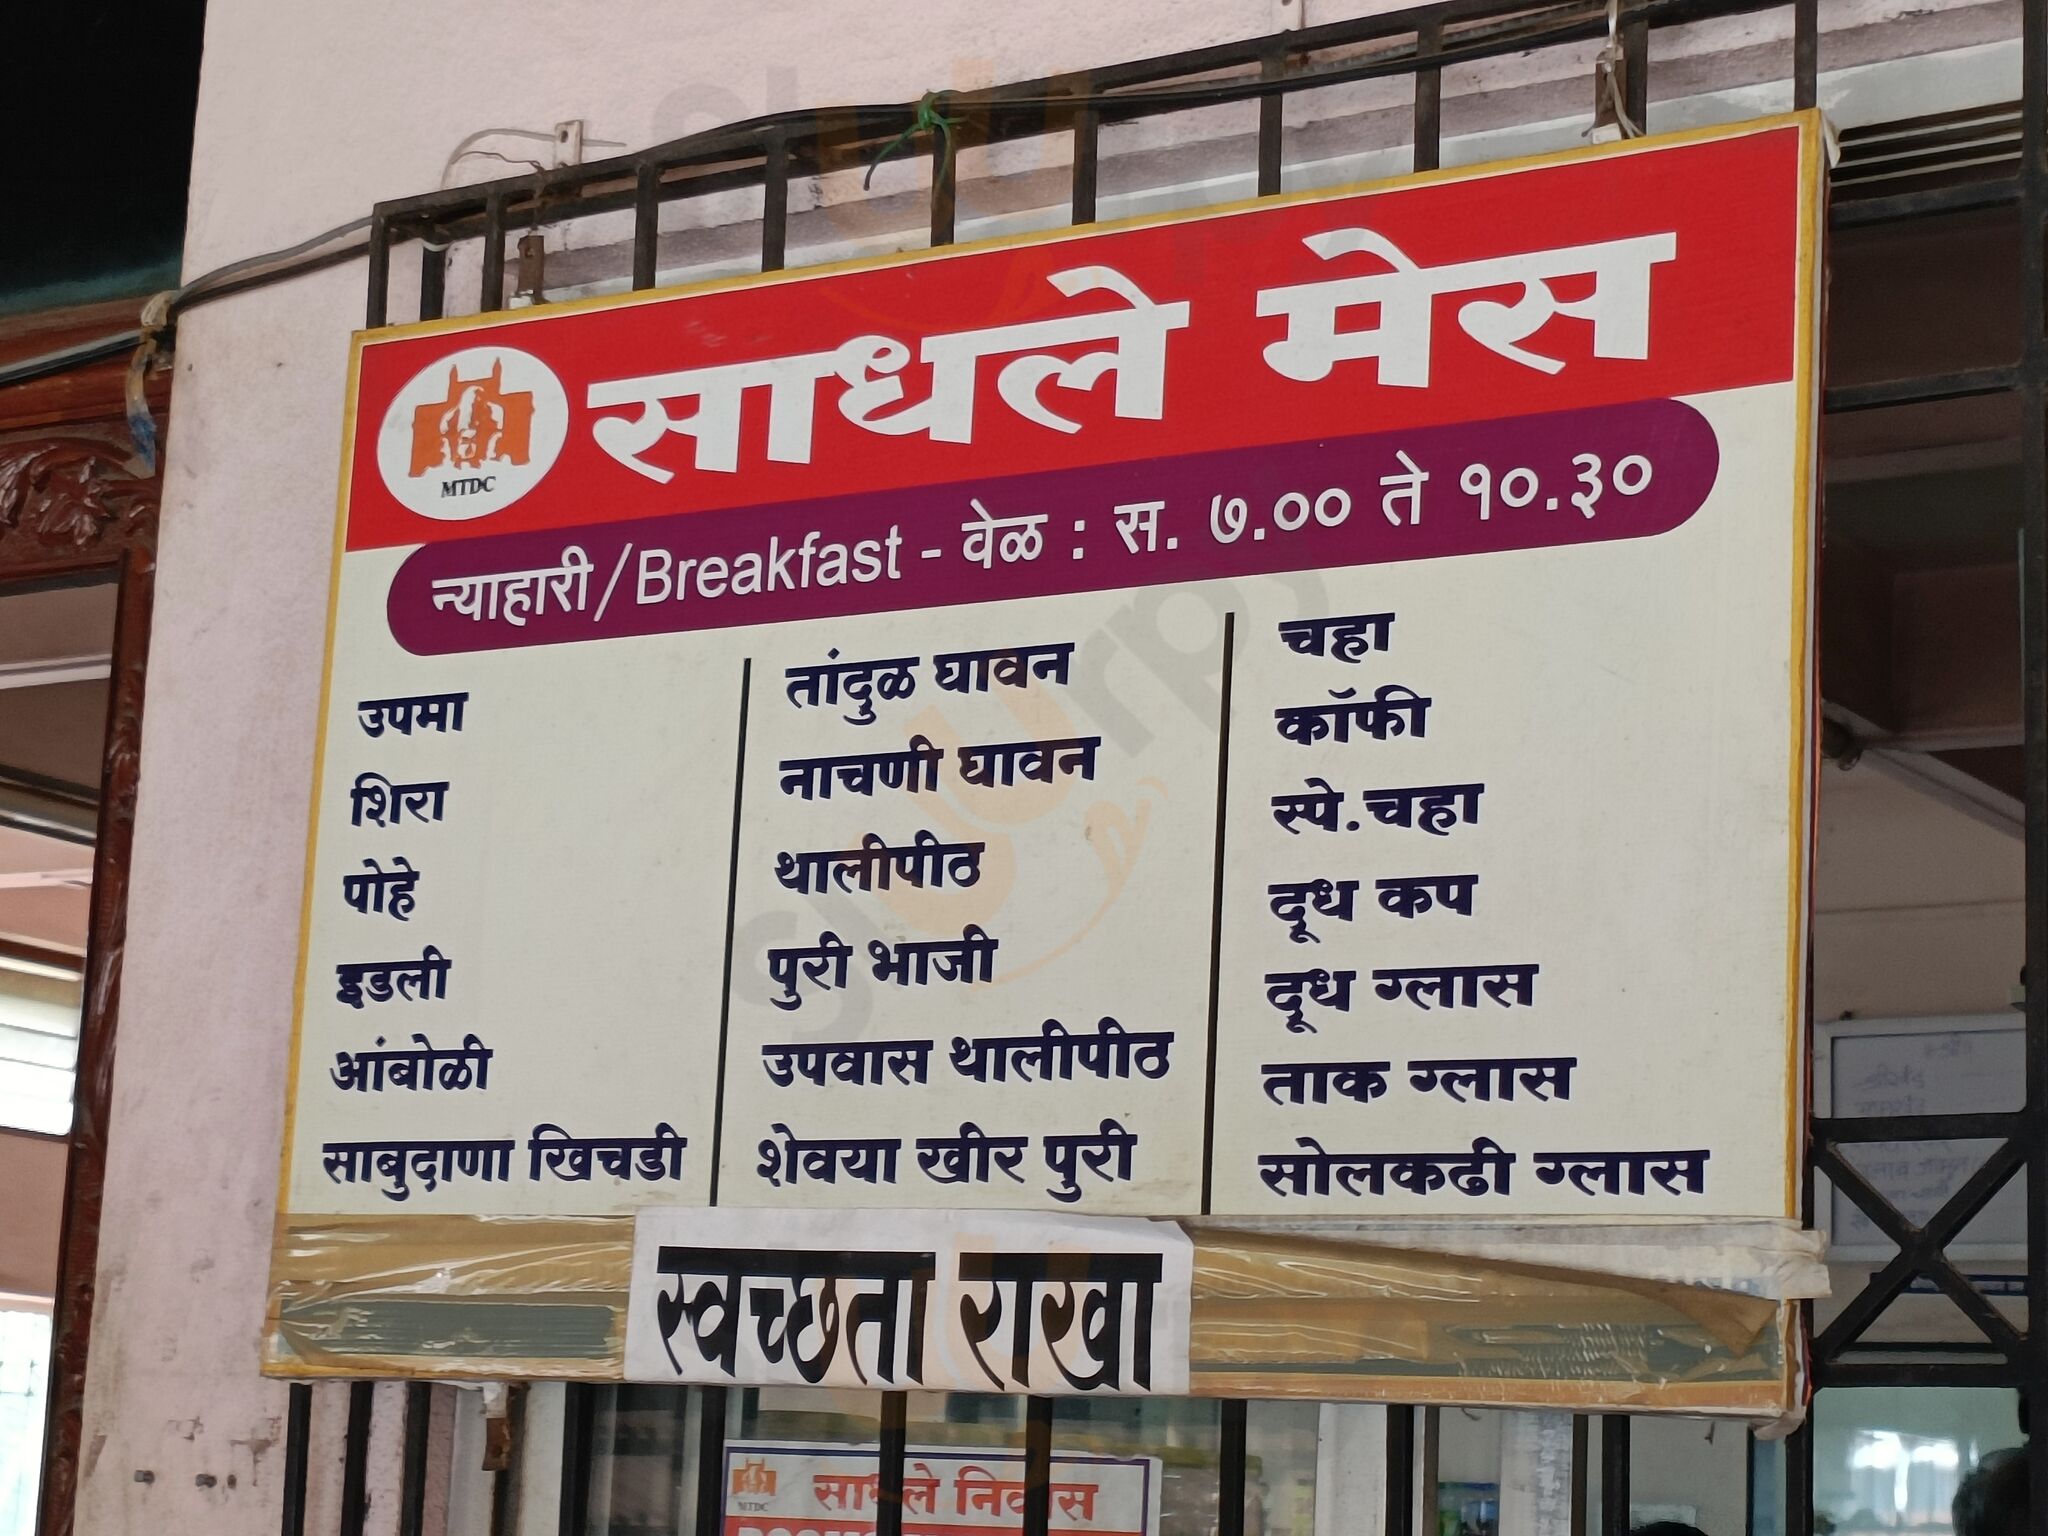 साधले मेस
MTDC
न्याहारी/Breakfast - वेळ : स. ७.०० ते १०.३०
उपमा
शिरा
पोहे
इडली
आंबोळी
साबुदाणा खिचडी
तांदुळ घावन
नाचणी घावन
थालीपीठ
पुरी भाजी
उपवास थालीपीठ
शेवया खीर पुरी
चहा
कॉफी
स्पे.चहा
दूध कप
दूध ग्लास
ताक ग्लास
सोलकढी ग्लास
स्वच्छता राखा
साधले निवास
MTDC